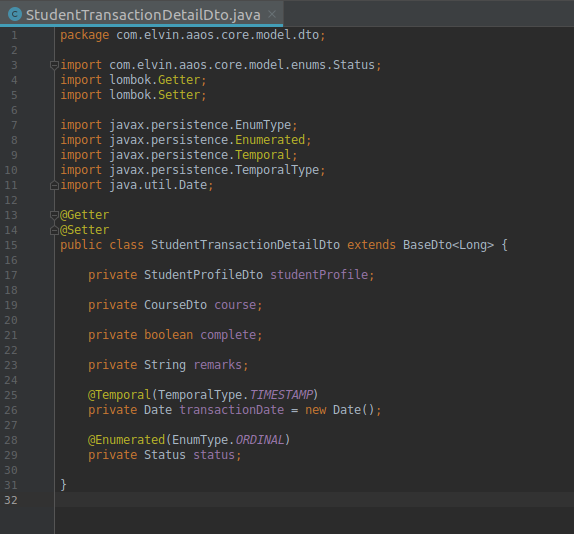 StudentTransactionDetailDto.java
1 package com.elvin.aaos.core.model.dto;
2
3 import com.elvin.aaos.core.model.enums.Status;
4 import lombok.Getter;
5 import lombok.Setter;
6
7 import javax.persistence.EnumType;
8 import javax.persistence.Enumerated;
9 import javax.persistence.Temporal;
10 import javax.persistence.TemporalType;
11 import java.util.Date;
12
13 @Getter
14 @Setter
15 public class StudentTransactionDetailDto extends BaseDto<Long> {
16
17     private StudentProfileDto studentProfile;
18
19     private CourseDto course;
20
21     private boolean complete;
22
23     private String remarks;
24
25     @Temporal(TemporalType.TIMESTAMP)
26     private Date transactionDate = new Date();
27
28     @Enumerated(EnumType.ORDINAL)
29     private Status status;
30
31 }
32